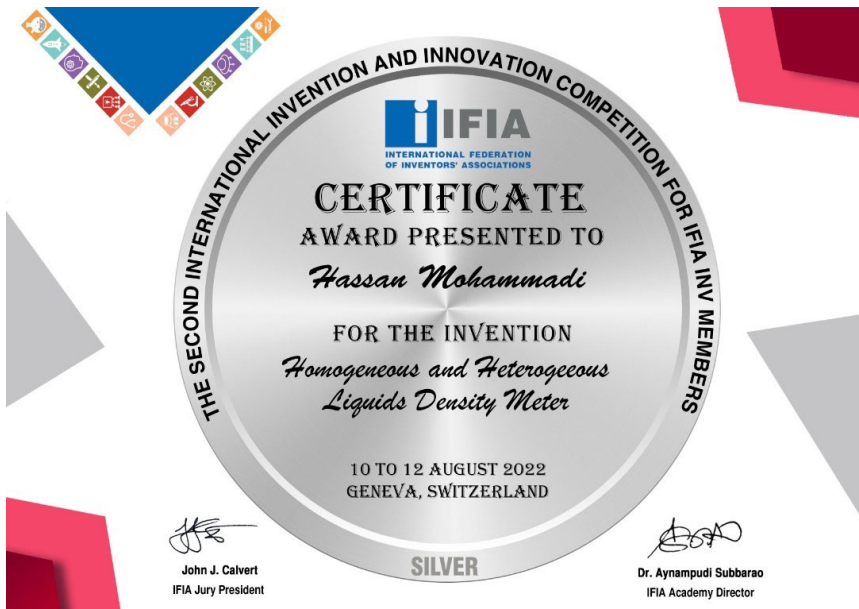 THE SECOND INTERNATIONAL INVENTION AND INNOVATION COMPETITION FOR IFIA INV MEMBERS
IFIA
INTERNATIONAL FEDERATION
OF INVENTORS' ASSOCIATIONS
CERTIFICATE
AWARD PRESENTED TO
Hassan Mohammadi
FOR THE INVENTION
Homogeneous and Heterogeeous
Liquids Density Meter
10 TO 12 AUGUST 2022
GENEVA, SWITZERLAND
SILVER
John J. Calvert
IFIA Jury President
Dr. Aynampudi Subbarao
IFIA Academy Director